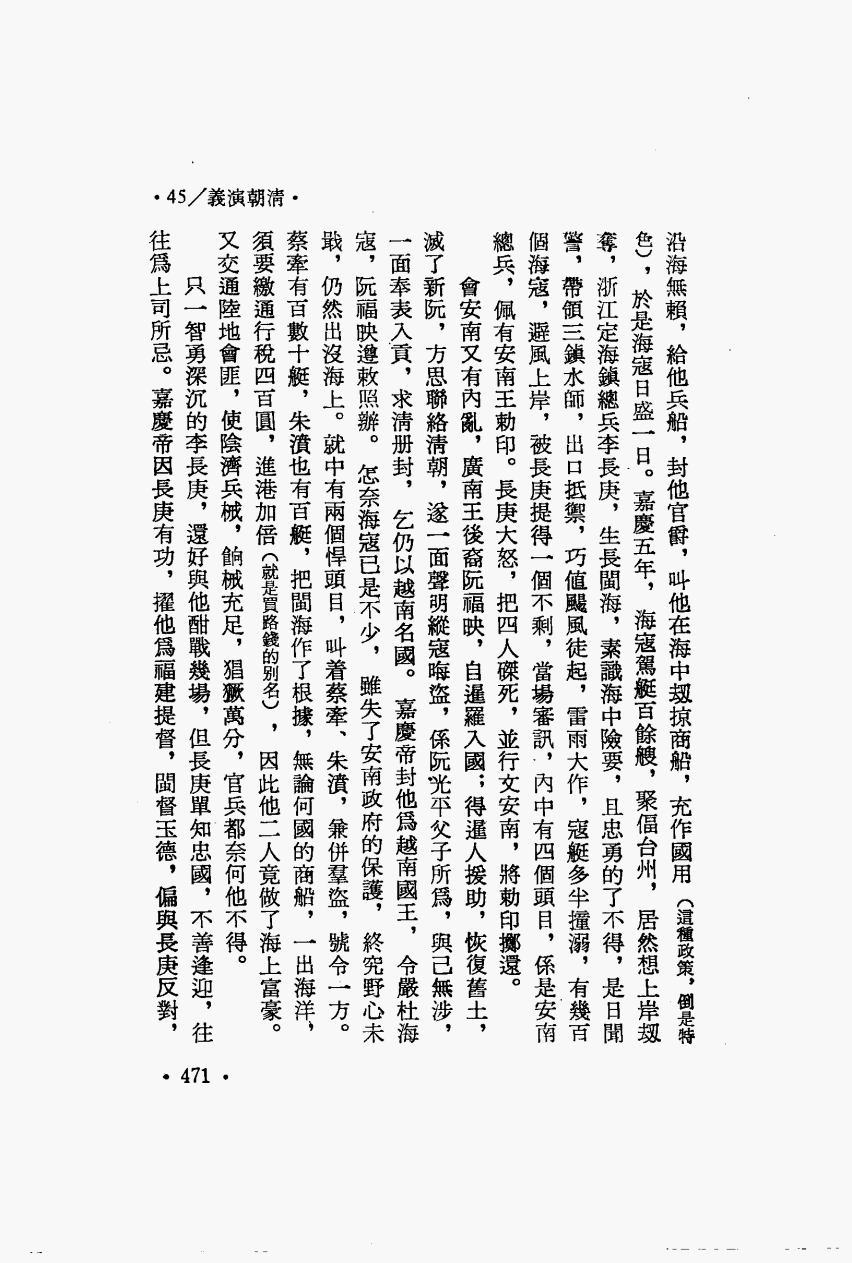 •45／義演朝清•
沿海無賴，給他兵船，封他官爵，叫他在海中刼掠商船，充作國用（這種政策，倒是特
色），於是海寇日盛一日。嘉慶五年，海寇駕艇百餘艘，聚偪台州，居然想上岸刼
奪，浙江定海鎮總兵李長庚，生長閩海，素識海中險要，且忠勇的了不得，是日聞
警，帶領三鎮水師，出口抵禦，巧值颶風徒起，雷雨大作，寇艇多半撞溺，有幾百
個海寇，避風上岸，被長庚提得一個不剩，當場審訊，內中有四個頭目，係是安南
總兵，佩有安南王勅印。長庚大怒，把四人磔死，並行文安南，將勅印擲還。
會安南又有內亂，廣南王後裔阮福映，自暹羅入國；得暹人援助，恢復舊土，
滅了新阮，方思聯絡清朝，遂一面聲明縱寇晦盜，係阮光平父子所爲，與己無涉，
一面奉表入貢，求清册封，乞仍以越南名國。嘉慶帝封他爲越南國王，令嚴杜海
寇，阮福映遵敕照辦。怎奈海寇已是不少，雖失了安南政府的保護，終究野心未
戢，仍然出沒海上。就中有兩個悍頭目，叫着蔡牽、朱濆，兼併羣盜，號令一方。
蔡牽有百數十艇，朱濆也有百艇，把閩海作了根據，無論何國的商船，一出海洋，
須要繳通行稅四百圓，進港加倍（就是買路錢的別名），因此他二人竟做了海上富豪。
又交通陸地會匪，使陰濟兵械，餉械充足，猖獗萬分，官兵都奈何他不得。
只一智勇深沉的李長庚，還好與他酣戰幾場，但長庚單知忠國，不善逢迎，往
往爲上司所忌。嘉慶帝因長庚有功，擢他爲福建提督，閩督玉德，偏與長庚反對，
•471•